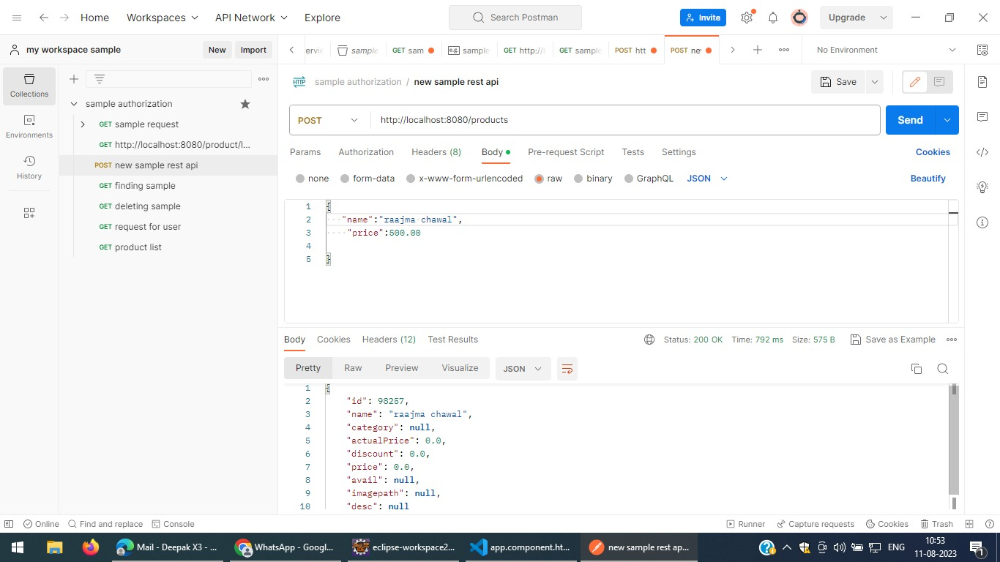 Home Workspaces API Network Explore Search Postman Invite Upgrade
my workspace sample New Import
ervie sample GET sam e.g. sample GET http://l GET sample POST htt POST ne No Environment
Collections
Environments
History
sample authorization
GET sample request
GET http://localhost:8080/product/l...
POST new sample rest api
GET finding sample
GET deleting sample
GET request for user
GET product list
HTTP sample authorization / new sample rest api Save
POST http://localhost:8080/products Send
Params Authorization Headers (8) Body Pre-request Script Tests Settings Cookies
none form-data x-www-form-urlencoded raw binary GraphQL JSON Beautify
1 {
2 "name":"raajma chawal",
3 "price":500.00
4
5 }
Body Cookies Headers (12) Test Results Status: 200 OK Time: 792 ms Size: 575 B Save as Example
Pretty Raw Preview Visualize JSON
1 {
2 "id": 98257,
3 "name": "raajma chawal",
4 "category": null,
5 "actualPrice": 0.0,
6 "discount": 0.0,
7 "price": 0.0,
8 "avail": null,
9 "imagepath": null,
10 "desc": null
Online Find and replace Console Runner Capture requests Cookies Trash
Mail - Deepak X3 - ... WhatsApp - Googl... eclipse-workspace2... app.component.ht... new sample rest ap... ENG 10:53
11-08-2023 1